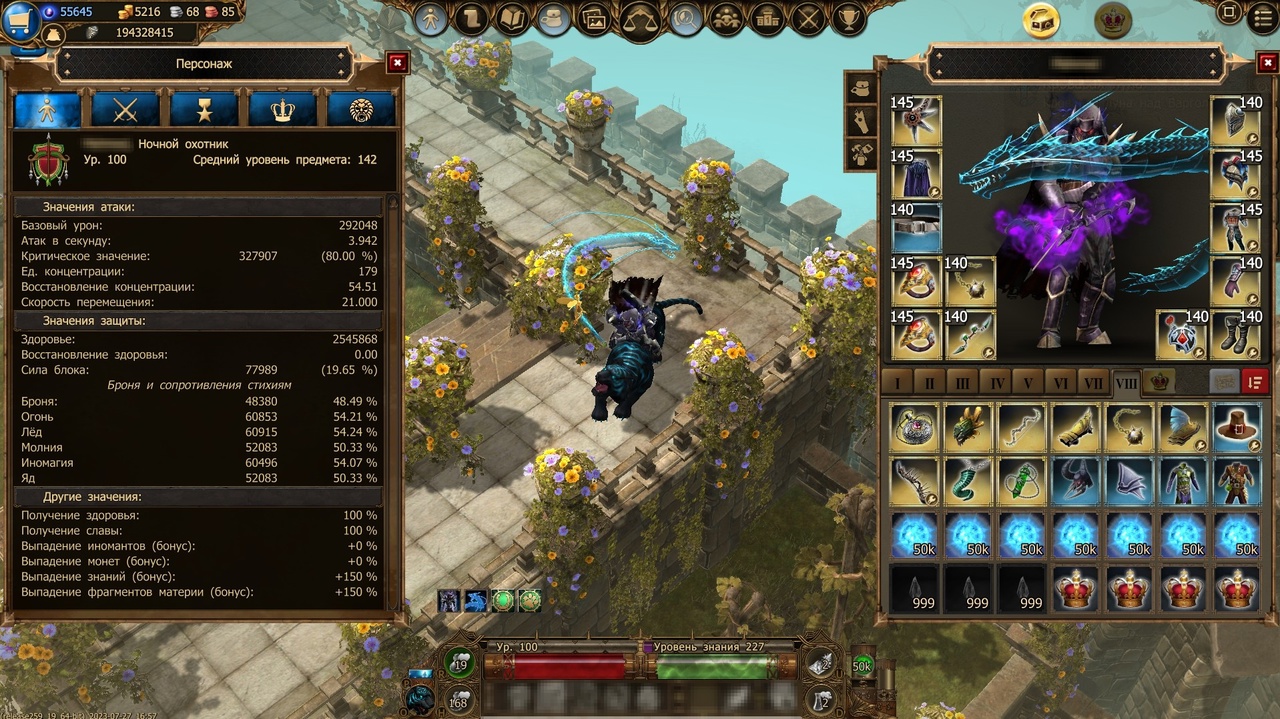 55645 5216 68 85
194328415
Персонаж
Ночной охотник
Ур. 100 Средний уровень предмета: 142
Значения атаки:
Базовый урон: 292048
Атак в секунду: 3.942
Критическое значение: 327907 (80.00 %)
Ед. концентрации: 179
Восстановление концентрации: 54.51
Скорость перемещения: 21.000
Значения защиты:
Здоровье: 2545868
Восстановление здоровья: 0.00
Сила блока: 77989 (19.65 %)
Броня и сопротивления стихиям
Броня: 48380 48.49 %
Огонь 60853 54.21 %
Лёд 60915 54.24 %
Молния 52083 50.33 %
Иномагия 60496 54.07 %
Яд 52083 50.33 %
Другие значения:
Получение здоровья: 100 %
Получение славы: 100 %
Выпадение иномантов (бонус): +0 %
Выпадение монет (бонус): +0 %
Выпадение знаний (бонус): +150 %
Выпадение фрагментов материи (бонус): +150 %
145 140
145 145
140 145
145 140 140
145 140 140 140
I II III IV V VI VII VIII
50k 50k 50k 50k 50k 50k 50k
999 999 999
Ур. 100 Уровень знания 227
19 2 50k
168 2